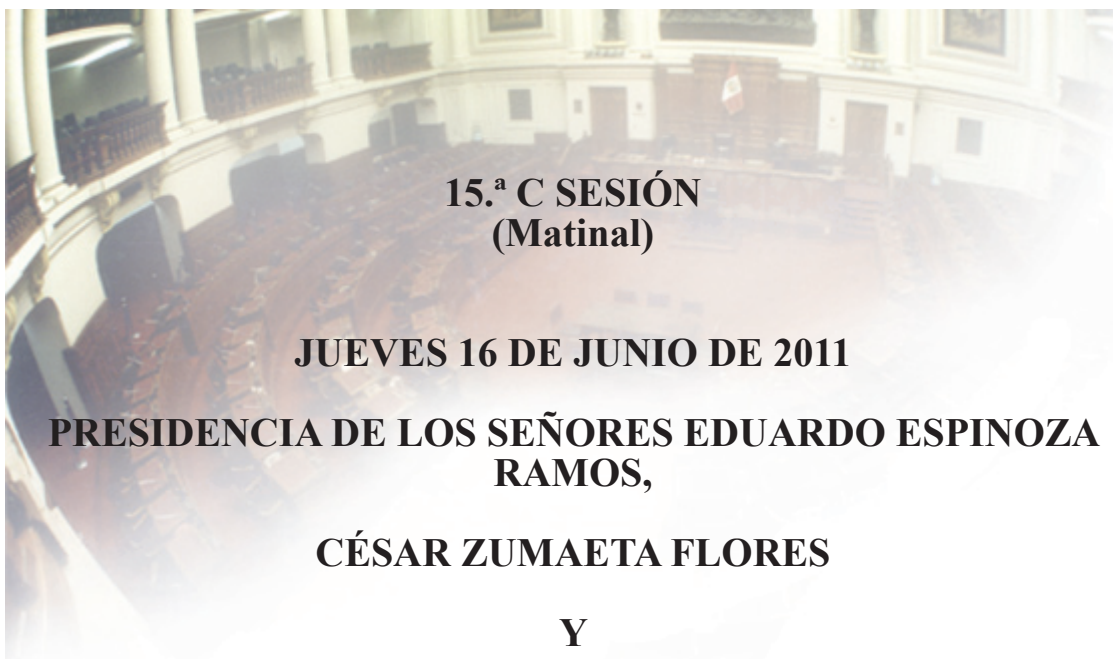 15.ª C SESIÓN
(Matinal)
JUEVES 16 DE JUNIO DE 2011
PRESIDENCIA DE LOS SEÑORES EDUARDO ESPINOZA
RAMOS,
CÉSAR ZUMAETA FLORES
Y